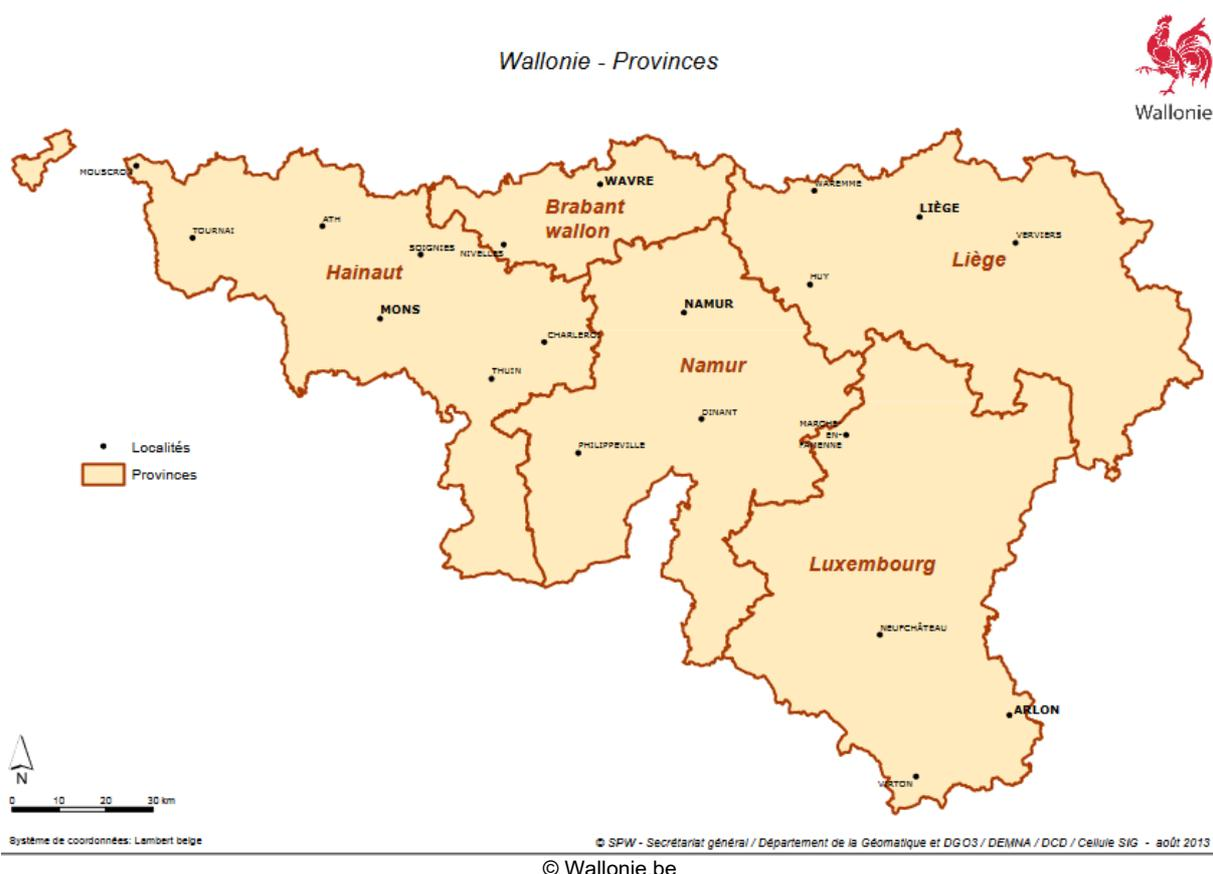 Wallonie - Provinces
Wallonie
MOUSCRON
TOURNAI
ATH
SOIGNIES
NIVELLES
WAVRE
Brabant
wallon
WAREMME
LIÈGE
VERVIERS
Liège
HUY
Hainaut
MONS
CHARLEROI
THUIN
NAMUR
Namur
DINANT
PHILIPPEVILLE
MARCHE-
EN-
FAMENNE
Localités
Provinces
Luxembourg
NEUFCHÂTEAU
ARLON
VIRTON
N
0 10 20 30 km
Système de coordonnées: Lambert belge
© SPW - Secrétariat général / Département de la Géomatique et DGO3 / DEMNA / DCD / Cellule SIG - août 2013
© Wallonie.be